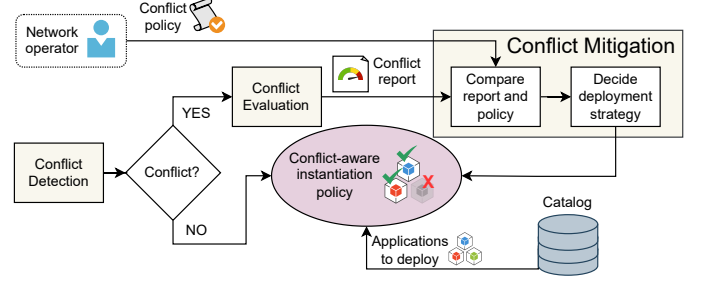 Conflict
policy
Network
operator
Conflict Mitigation
Conflict
report
Conflict
Evaluation
Compare
report and
policy
Decide
deployment
strategy
YES
Conflict
Detection
Conflict?
Conflict-aware
instantiation
policy
X
NO
Catalog
Applications
to deploy